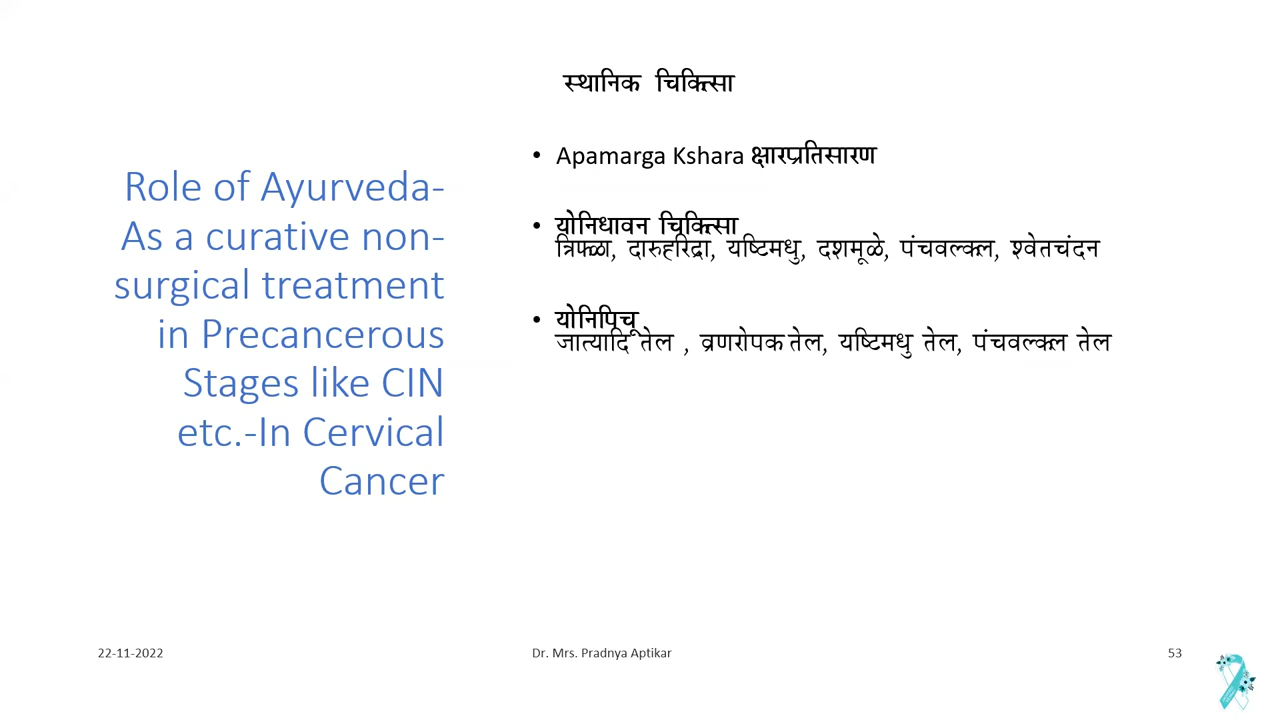 Role of Ayurveda-
As a curative non-
surgical treatment
in Precancerous
Stages like CIN
etc.-In Cervical
Cancer
स्थानिक चिकित्सा
• Apamarga Kshara क्षारप्रतिसारण
• योनिधावन चिकित्सा
त्रिफळा, दारुहरिद्रा, यष्टिमधु, दशमूळे, पंचवल्कल, श्वेतचंदन
• योनिपिचू
जात्यादि तेल , व्रणरोपक तेल, यष्टिमधु तेल, पंचवल्कल तेल
22-11-2022
Dr. Mrs. Pradnya Aptikar
53